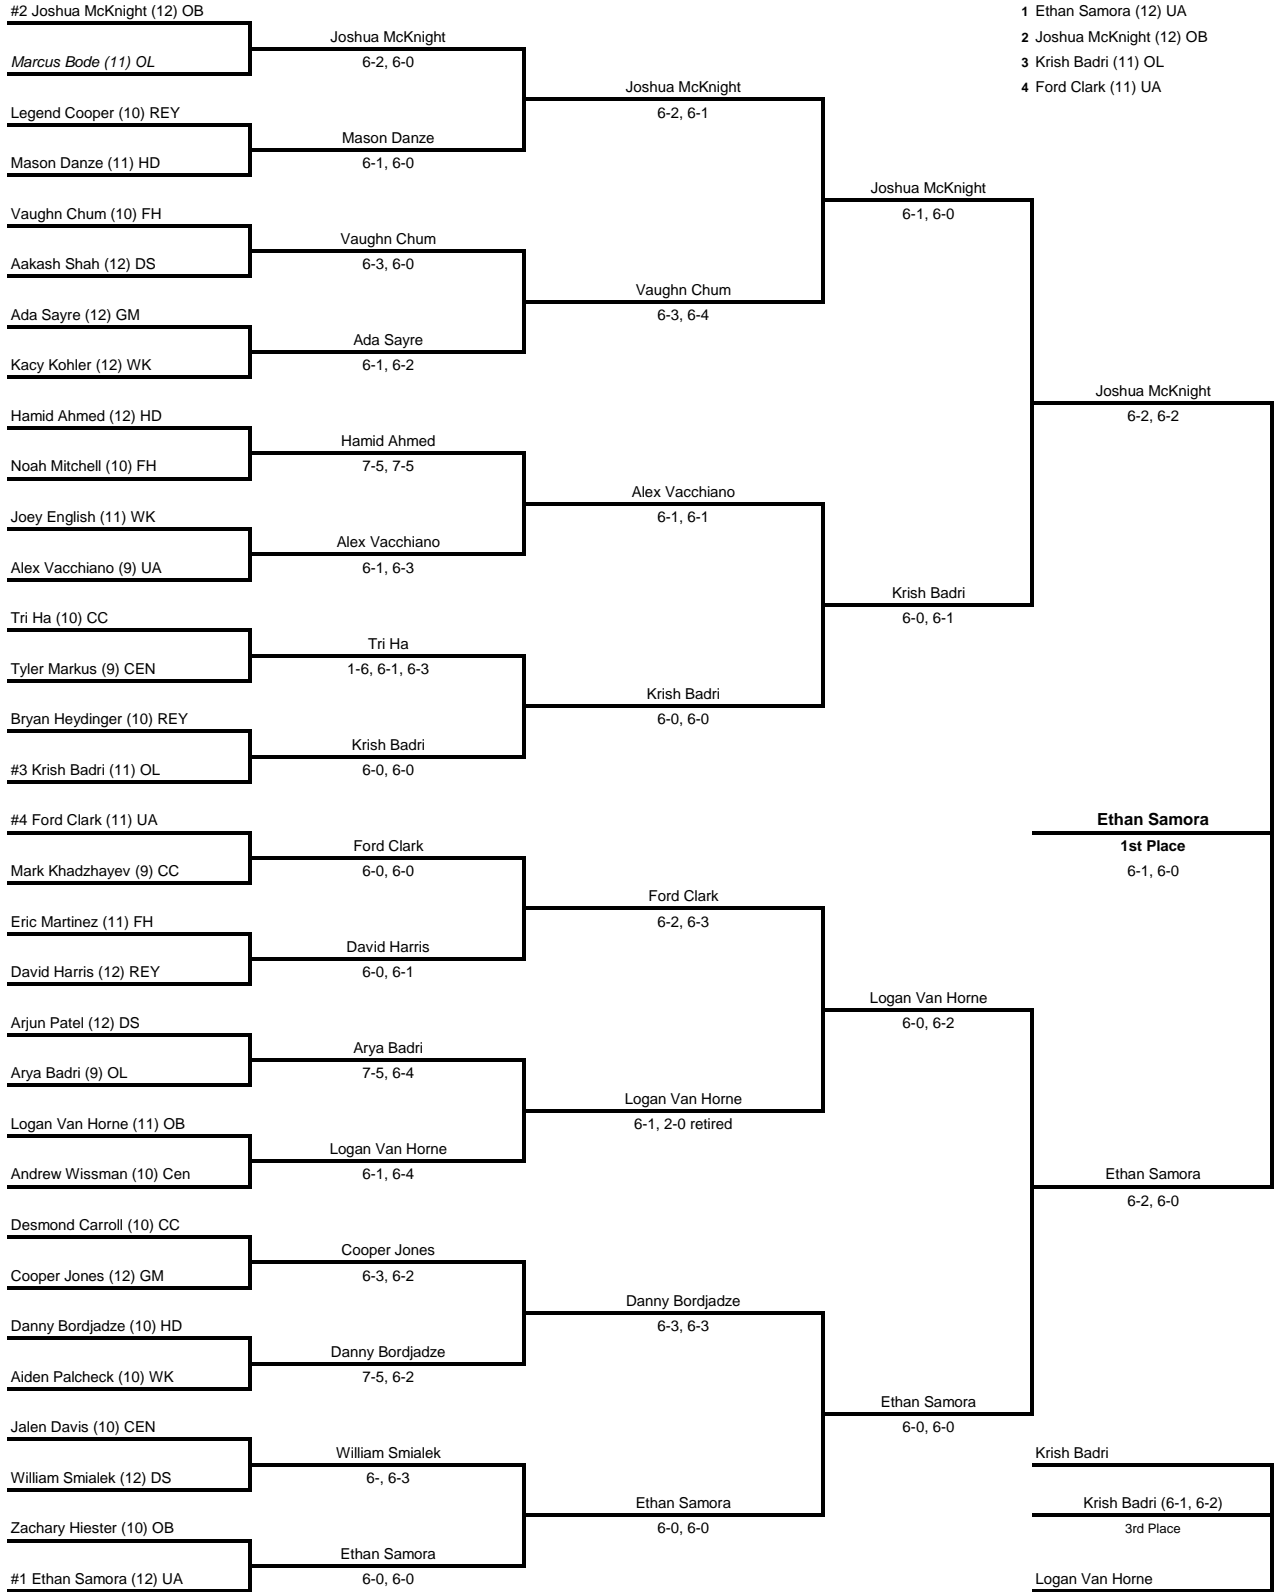 #2 Joshua McKnight (12) OB
Marcus Bode (11) OL
Legend Cooper (10) REY
Mason Danze (11) HD
Vaughn Chum (10) FH
Aakash Shah (12) DS
Ada Sayre (12) GM
Kacy Kohler (12) WK
Hamid Ahmed (12) HD
Noah Mitchell (10) FH
Joey English (11) WK
Alex Vacchiano (9) UA
Tri Ha (10) CC
Tyler Markus (9) CEN
Bryan Heydinger (10) REY
#3 Krish Badri (11) OL
#4 Ford Clark (11) UA
Mark Khadzhayev (9) CC
Eric Martinez (11) FH
David Harris (12) REY
Arjun Patel (12) DS
Arya Badri (9) OL
Logan Van Horne (11) OB
Andrew Wissman (10) Cen
Desmond Carroll (10) CC
Cooper Jones (12) GM
Danny Bordjadze (10) HD
Aiden Palcheck (10) WK
Jalen Davis (10) CEN
William Smialek (12) DS
Zachary Hiester (10) OB
#1 Ethan Samora (12) UA
Joshua McKnight
6-2, 6-0
Mason Danze
6-1, 6-0
Vaughn Chum
6-3, 6-0
Ada Sayre
6-1, 6-2
Hamid Ahmed
7-5, 7-5
Alex Vacchiano
6-1, 6-3
Tri Ha
1-6, 6-1, 6-3
Krish Badri
6-0, 6-0
Ford Clark
6-0, 6-0
David Harris
6-0, 6-1
Arya Badri
7-5, 6-4
Logan Van Horne
6-1, 6-4
Cooper Jones
6-3, 6-2
Danny Bordjadze
7-5, 6-2
William Smialek
6-, 6-3
Ethan Samora
6-0, 6-0
Joshua McKnight
6-2, 6-1
Vaughn Chum
6-3, 6-4
Alex Vacchiano
6-1, 6-1
Krish Badri
6-0, 6-0
Ford Clark
6-2, 6-3
Logan Van Horne
6-1, 2-0 retired
Danny Bordjadze
6-3, 6-3
Ethan Samora
6-0, 6-0
Joshua McKnight
6-1, 6-0
Krish Badri
6-0, 6-1
Logan Van Horne
6-0, 6-2
Ethan Samora
6-0, 6-0
1 Ethan Samora (12) UA
2 Joshua McKnight (12) OB
3 Krish Badri (11) OL
4 Ford Clark (11) UA
Joshua McKnight
6-2, 6-2
Ethan Samora
1st Place
6-1, 6-0
Ethan Samora
6-2, 6-0
Krish Badri
Krish Badri (6-1, 6-2)
3rd Place
Logan Van Horne